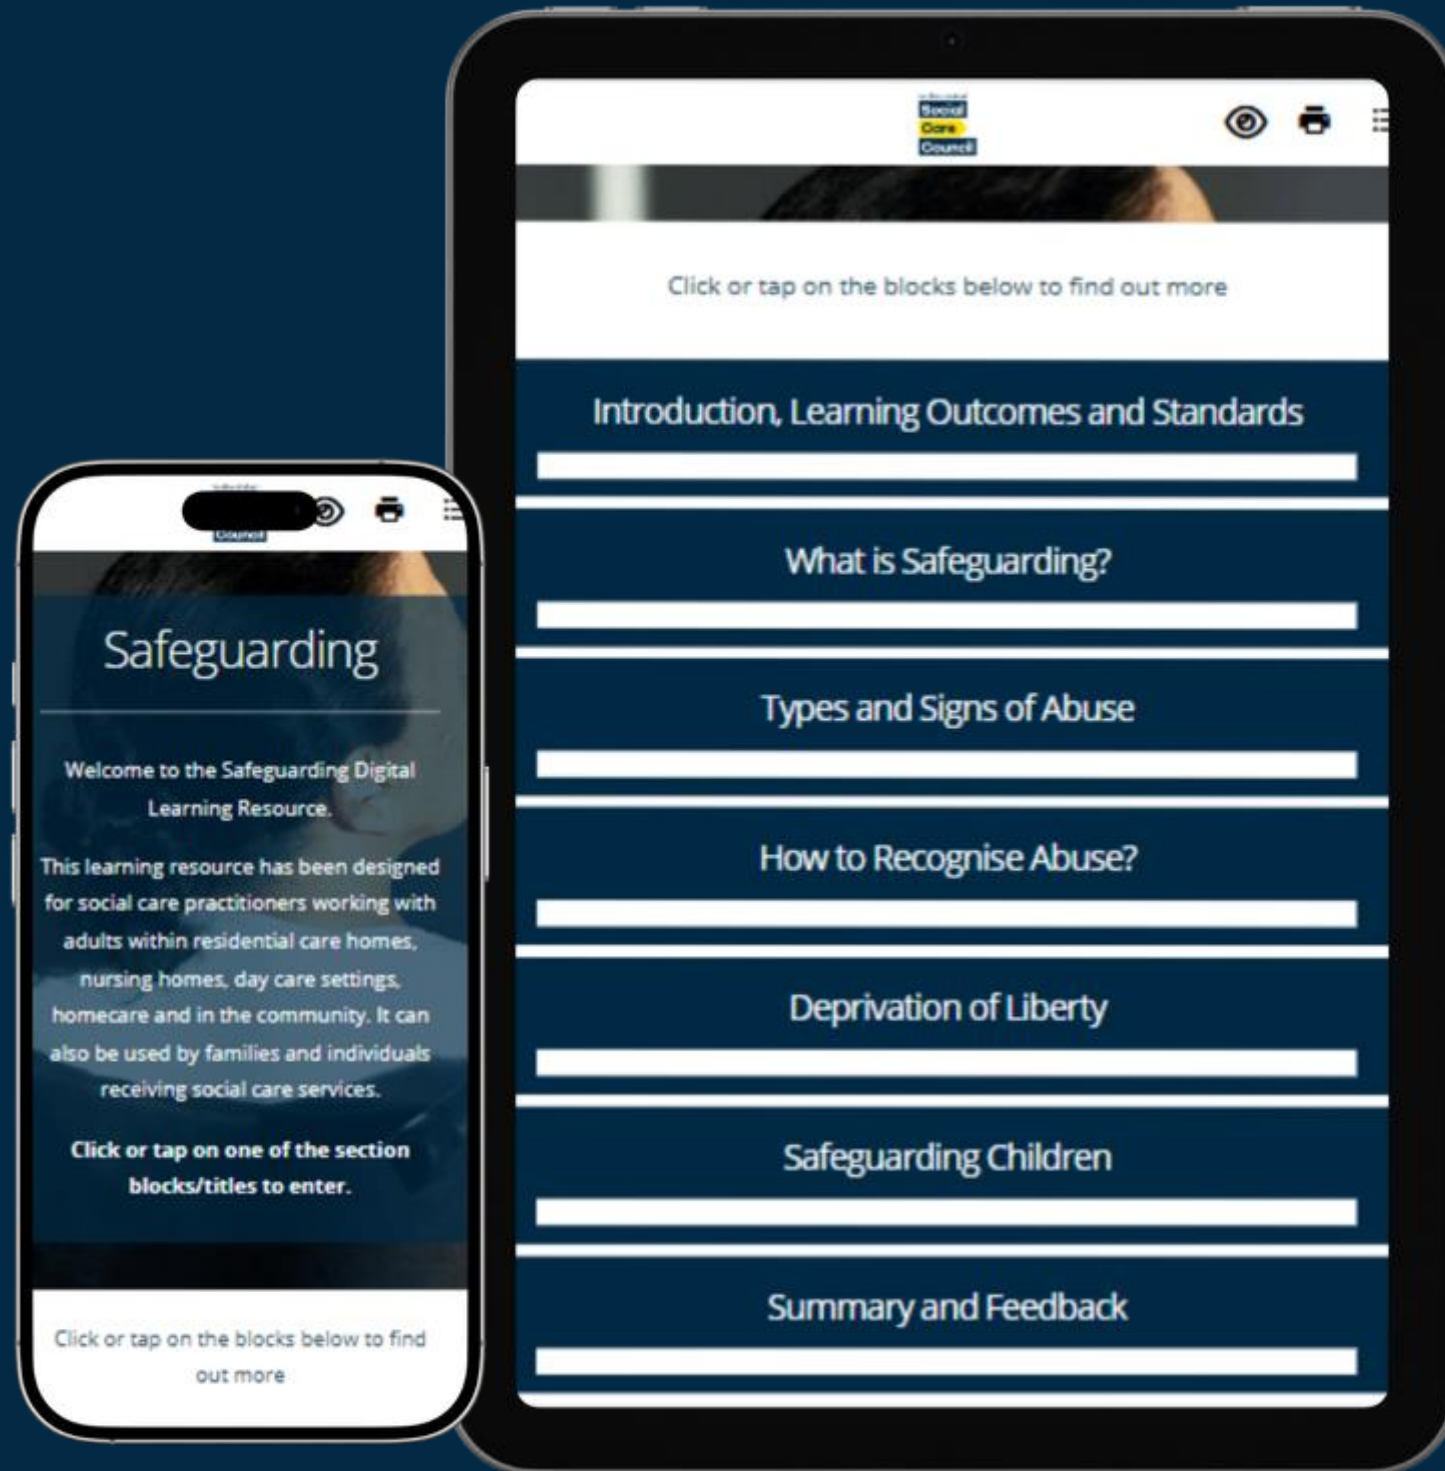 Council
Safeguarding
Welcome to the Safeguarding Digital
Learning Resource.
This learning resource has been designed
for social care practitioners working with
adults within residential care homes,
nursing homes, day care settings,
homecare and in the community. It can
also be used by families and individuals
receiving social care services.
Click or tap on one of the section
blocks/titles to enter.
Click or tap on the blocks below to find
out more
Social
Care
Council
Click or tap on the blocks below to find out more
Introduction, Learning Outcomes and Standards
What is Safeguarding?
Types and Signs of Abuse
How to Recognise Abuse?
Deprivation of Liberty
Safeguarding Children
Summary and Feedback